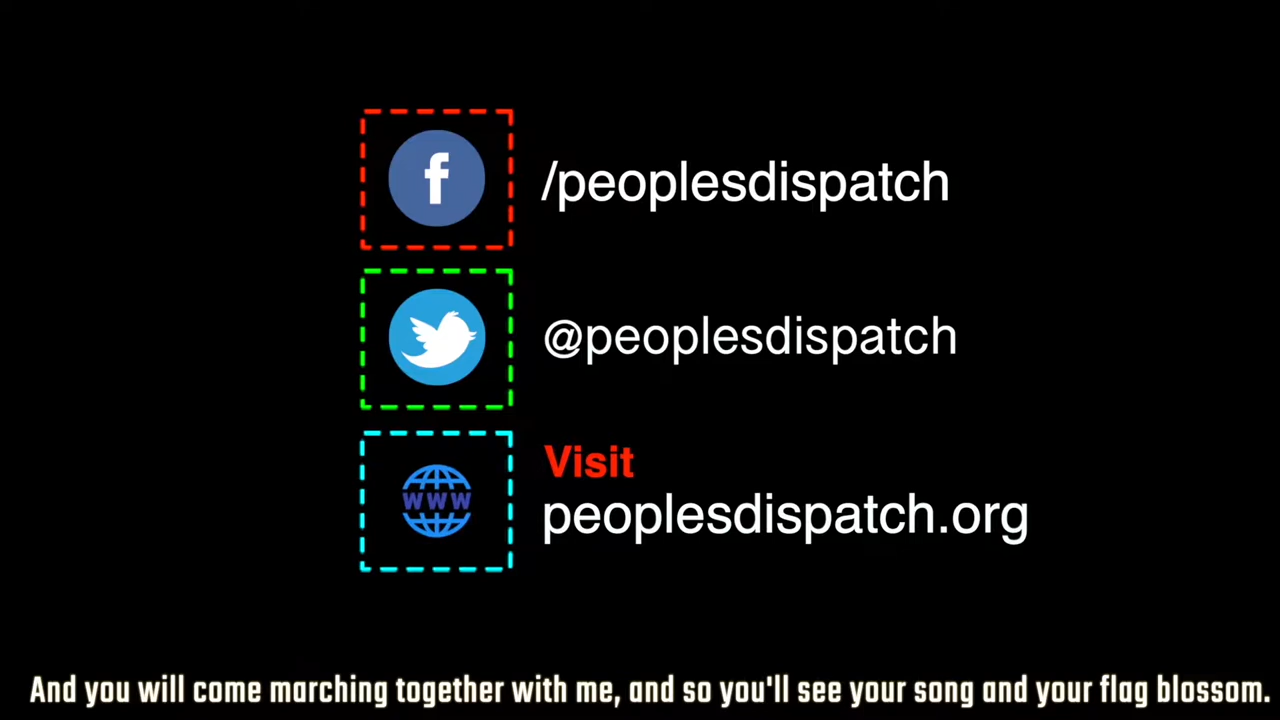 f
/peoplesdispatch
@peoplesdispatch
Visit
WWW
peoplesdispatch.org
And you will come marching together with me, and so you'll see your song and your flag blossom.